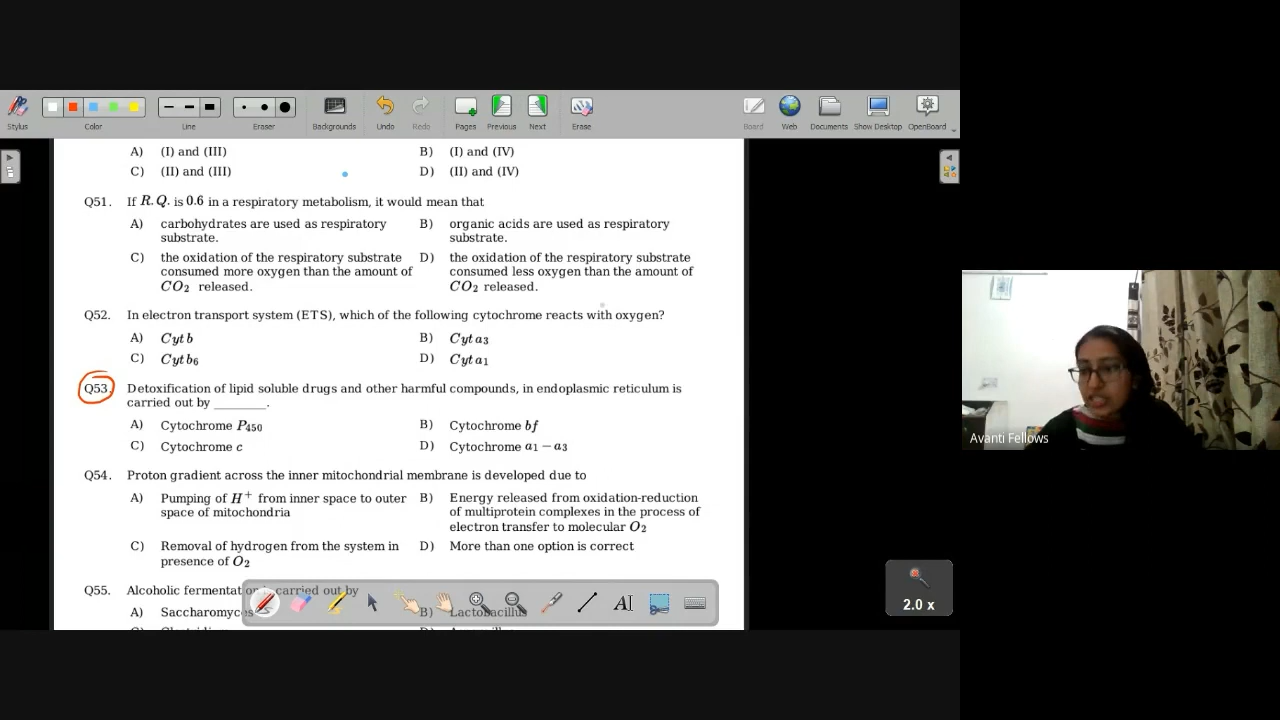 Stylus
Color
Line
Eraser
Backgrounds
Undo
Redo
Pages
Previous
Next
Erase
Board
Web
Documents
Show Desktop
OpenBoard
A) (I) and (III) B) (I) and (IV)
C) (II) and (III) D) (II) and (IV)
Q51. If R.Q. is 0.6 in a respiratory metabolism, it would mean that
A) carbohydrates are used as respiratory
substrate.
B) organic acids are used as respiratory
substrate.
C) the oxidation of the respiratory substrate
consumed more oxygen than the amount of
CO₂ released.
D) the oxidation of the respiratory substrate
consumed less oxygen than the amount of
CO₂ released.
Q52. In electron transport system (ETS), which of the following cytochrome reacts with oxygen?
A) Cyt b B) Cyt a₃
C) Cyt b₆ D) Cyt a₁
Q53. Detoxification of lipid soluble drugs and other harmful compounds, in endoplasmic reticulum is
carried out by ________.
A) Cytochrome P₄₅₀ B) Cytochrome bf
C) Cytochrome c D) Cytochrome a₁ − a₃
Q54. Proton gradient across the inner mitochondrial membrane is developed due to
A) Pumping of H⁺ from inner space to outer
space of mitochondria
B) Energy released from oxidation-reduction
of multiprotein complexes in the process of
electron transfer to molecular O₂
C) Removal of hydrogen from the system in
presence of O₂
D) More than one option is correct
Q55. Alcoholic fermentation is carried out by
A) Saccharomyces B) Lactobacillus
AI
2.0 x
Avanti Fellows